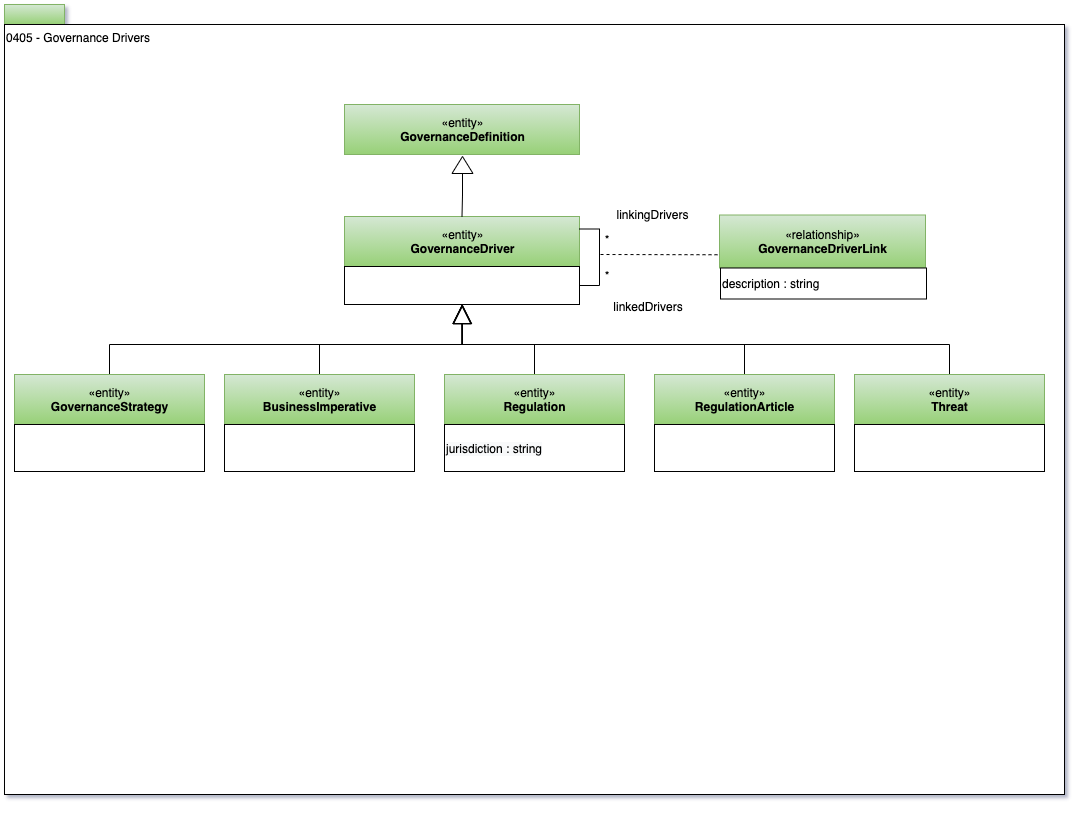 0405 - Governance Drivers
«entity»
GovernanceDefinition
linkingDrivers
*
«entity»
GovernanceDriver
«relationship»
GovernanceDriverLink
description : string
*
linkedDrivers
«entity»
GovernanceStrategy
«entity»
BusinessImperative
«entity»
Regulation
jurisdiction : string
«entity»
RegulationArticle
«entity»
Threat